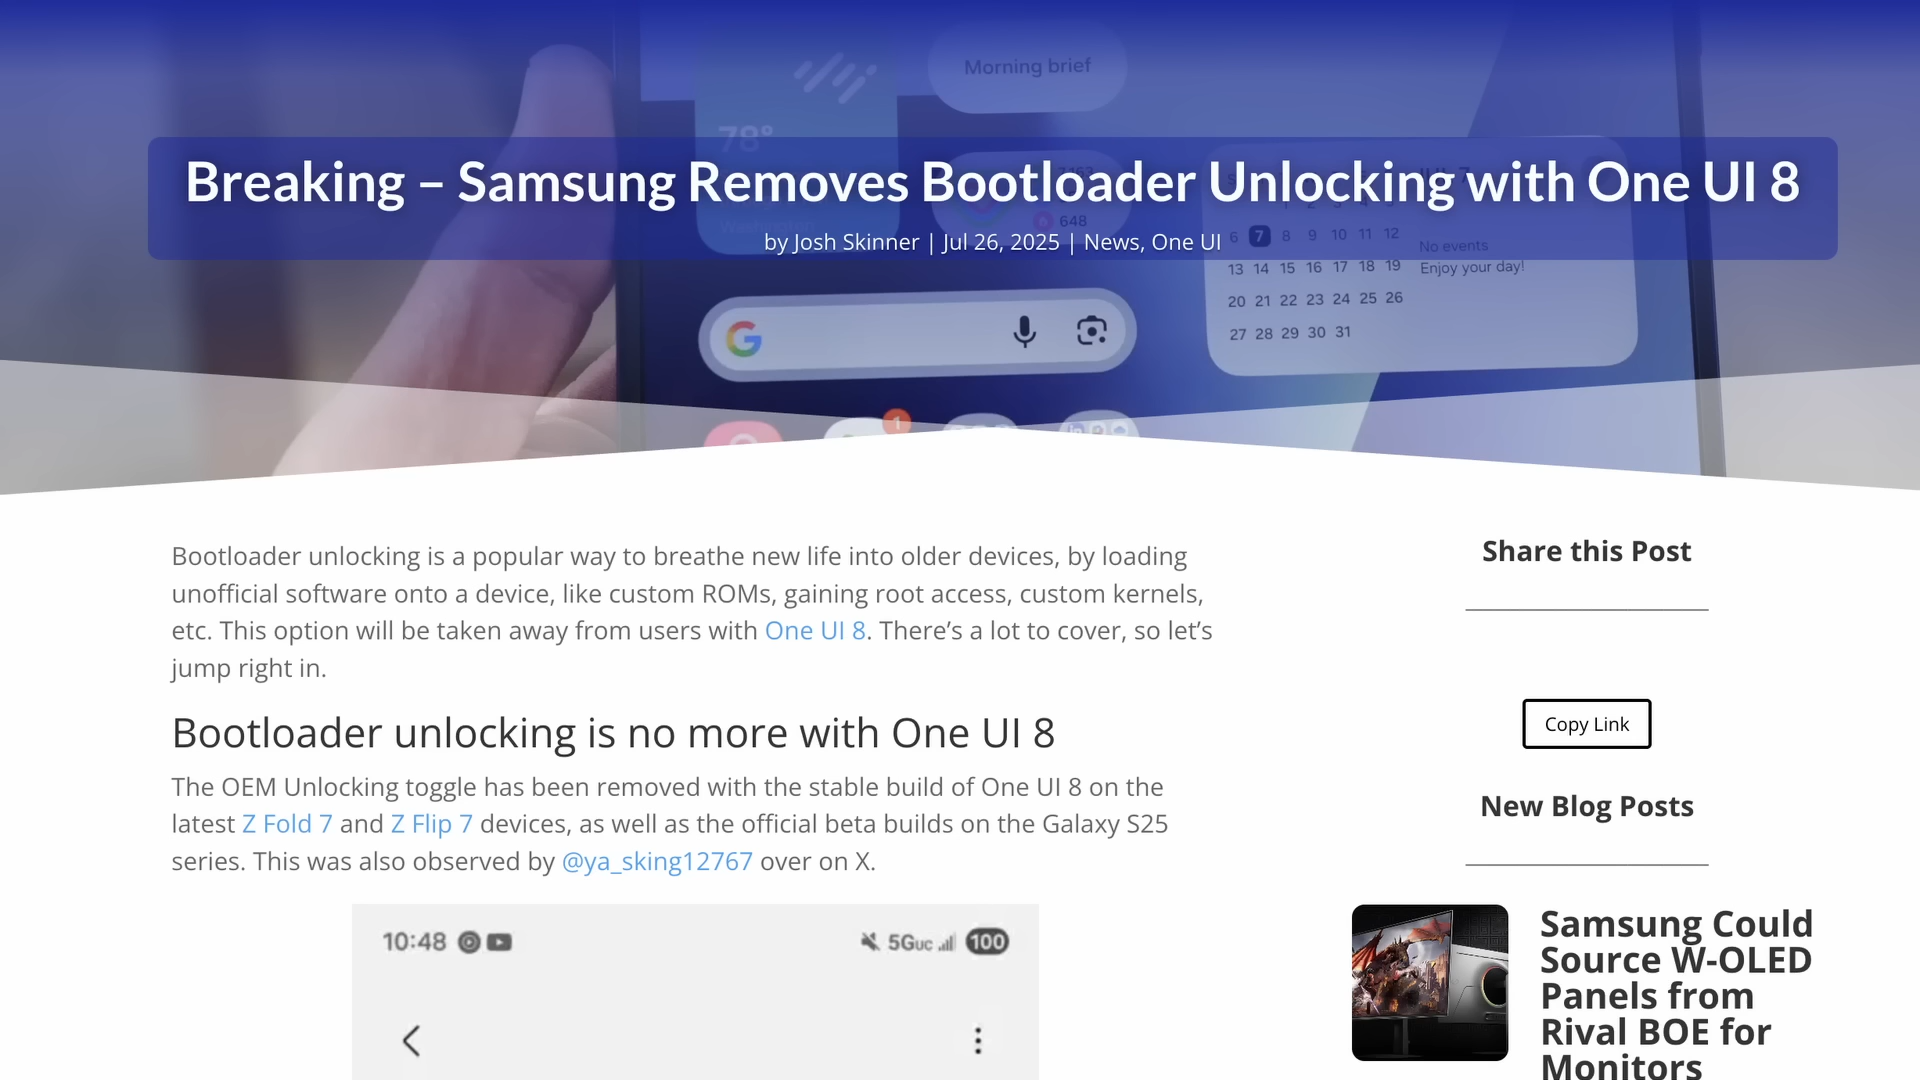 Morning brief
78°
Breaking – Samsung Removes Bootloader Unlocking with One UI 8
648
by Josh Skinner | Jul 26, 2025 | News, One UI
6 7 8 9 10 11 12
No events
13 14 15 16 17 18 19
Enjoy your day!
20 21 22 23 24 25 26
27 28 29 30 31
1
Bootloader unlocking is a popular way to breathe new life into older devices, by loading
unofficial software onto a device, like custom ROMs, gaining root access, custom kernels,
etc. This option will be taken away from users with One UI 8. There’s a lot to cover, so let’s
jump right in.
Bootloader unlocking is no more with One UI 8
The OEM Unlocking toggle has been removed with the stable build of One UI 8 on the
latest Z Fold 7 and Z Flip 7 devices, as well as the official beta builds on the Galaxy S25
series. This was also observed by @ya_sking12767 over on X.
10:48
5Guc
100
Share this Post
Copy Link
New Blog Posts
Samsung Could
Source W-OLED
Panels from
Rival BOE for
Monitors